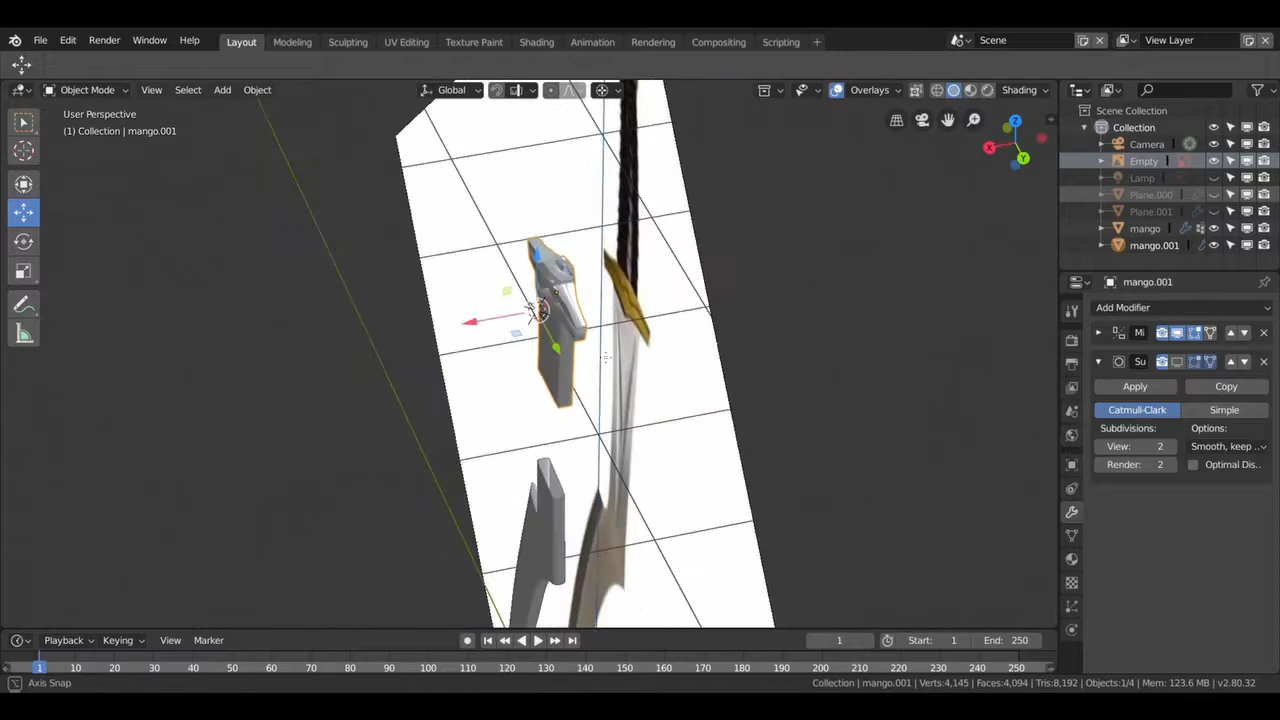 File Edit Render Window Help Layout Modeling Sculpting UV Editing Texture Paint Shading Animation Rendering Compositing Scripting + Scene View Layer
Object Mode View Select Add Object Global Overlays Shading
User Perspective
(1) Collection | mango.001
Z
X
Y
Scene Collection
Collection
Camera
Empty
Lamp
Plane.000
Plane.001
mango
mango.001
mango.001
Add Modifier
Mi
Su
Apply Copy
Catmull-Clark Simple
Subdivisions: Options:
View: 2 Smooth, keep ..
Render: 2 Optimal Dis..
Playback Keying View Marker 1 Start: 1 End: 250
1 10 20 30 40 50 60 70 80 90 100 110 120 130 140 150 160 170 180 190 200 210 220 230 240 250
Axis Snap Collection | mango.001 | Verts:4,145 | Faces:4,094 | Tris:8,192 | Objects:1/4 | Mem: 123.6 MB | v2.80.32